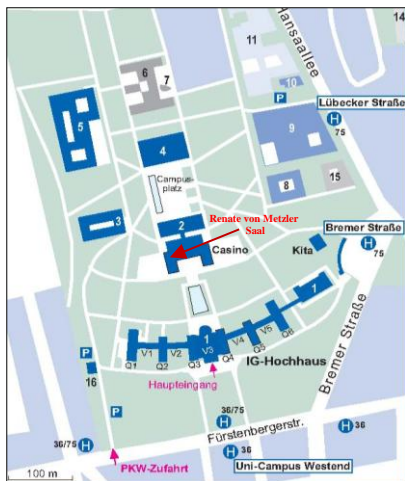 14
Hansaallee
11
6
7
10
P
Lübecker Straße
H
75
5
9
4
Campus-
platz
8
15
3
Renate von Metzler
Saal
2
Bremer Straße
H
75
Casino
Kita
1
Bremer Straße
1
V5
V4
Q6
Q5
V3
Q4
V1
V2
Q1
Q2
Q3
IG-Hochhaus
P
16
Haupteingang
P
36/75
H
H
36
Fürstenbergerstr.
36/75
H
H
36
PKW-Zufahrt
Uni-Campus Westend
100 m